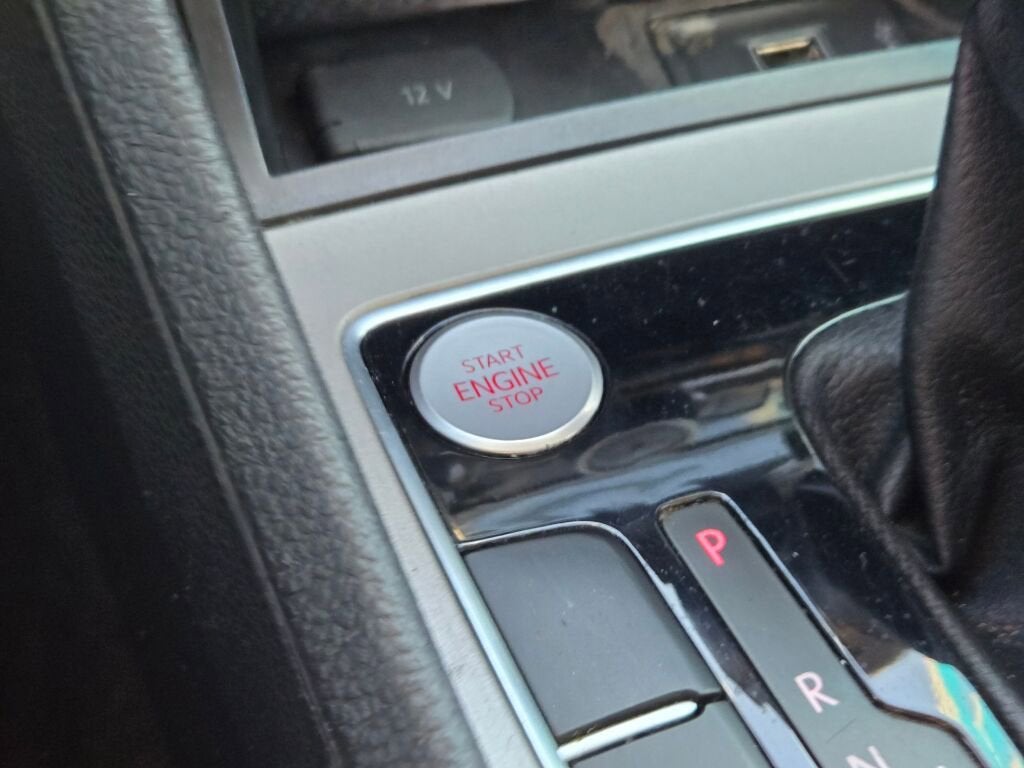 12 V
START
ENGINE
STOP
P
R
N